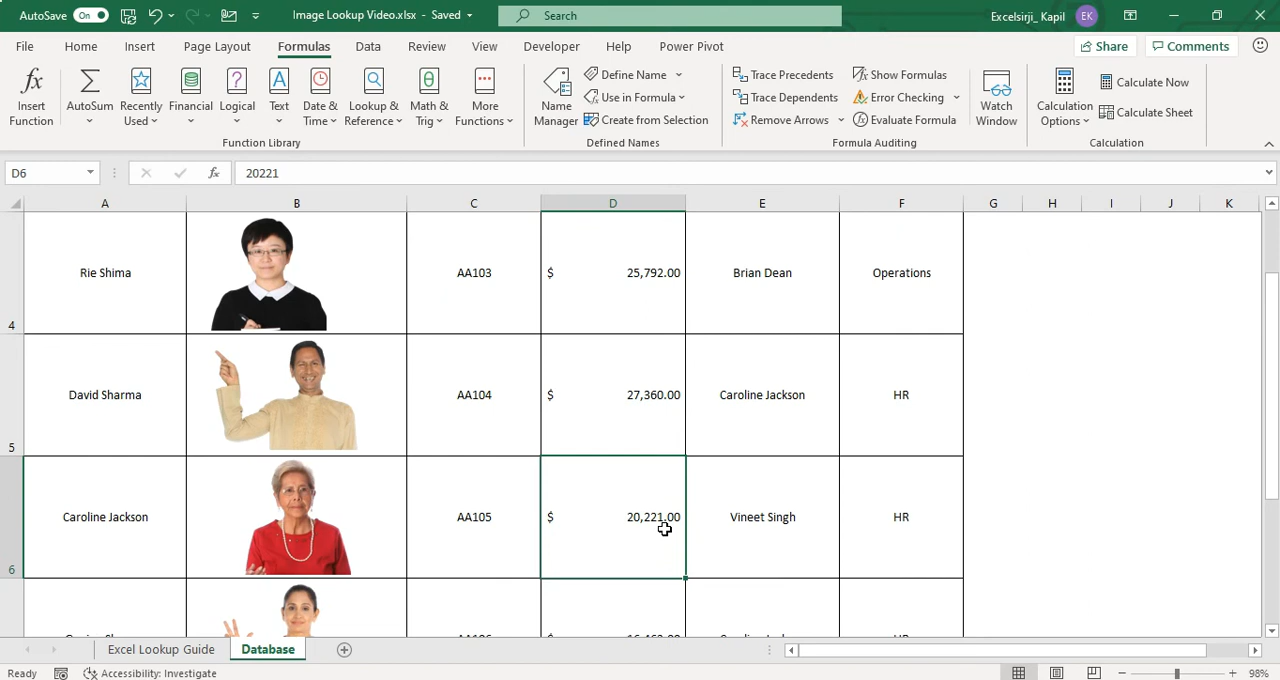 AutoSave On Image Lookup Video.xlsx - Saved Search Excelsirji_ Kapil EK
File Home Insert Page Layout Formulas Data Review View Developer Help Power Pivot Share Comments
Insert Function AutoSum Recently Used Financial Logical Text Date & Time Lookup & Reference Math & Trig More Functions
Function Library
Name Manager Define Name Use in Formula Create from Selection
Defined Names
Trace Precedents Show Formulas
Trace Dependents Error Checking
Remove Arrows Evaluate Formula
Watch Window
Formula Auditing
Calculation Options Calculate Now
Calculate Sheet
Calculation
D6 fx 20221
A B C D E F G H I J K
4 Rie Shima AA103 $ 25,792.00 Brian Dean Operations
5 David Sharma AA104 $ 27,360.00 Caroline Jackson HR
6 Caroline Jackson AA105 $ 20,221.00 Vineet Singh HR
Excel Lookup Guide Database
Ready Accessibility: Investigate 98%